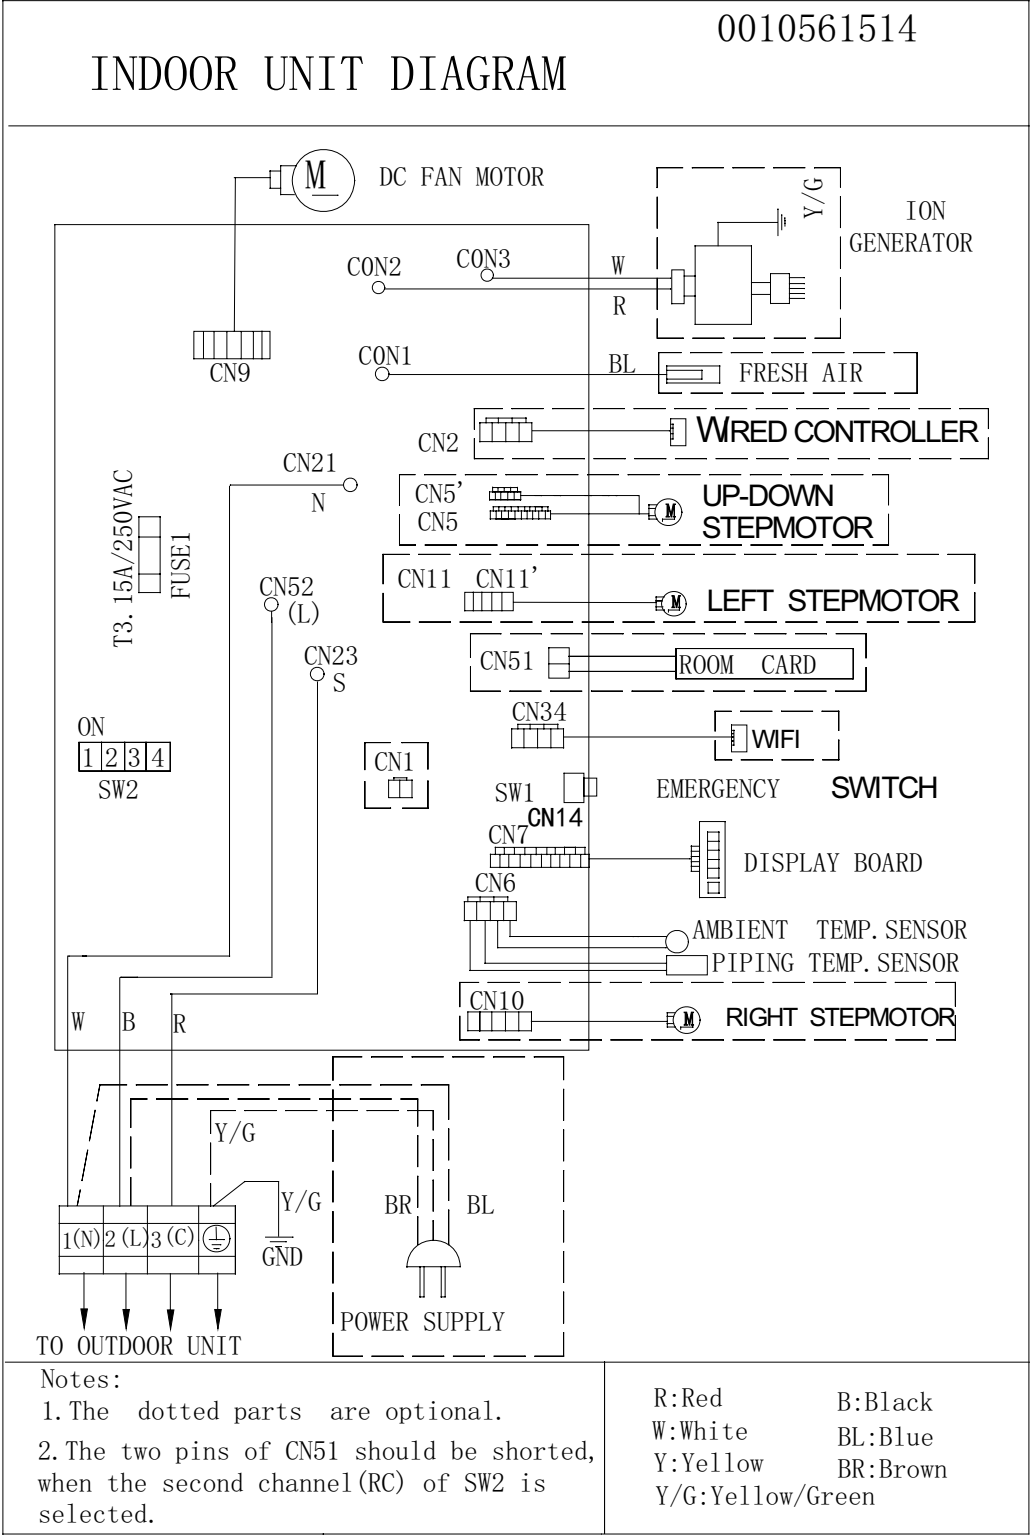 0010561514
INDOOR UNIT DIAGRAM
M
DC FAN MOTOR
Y/G
ION
GENERATOR
CON2
CON3
W
R
CN9
CON1
BL
FRESH AIR
CN2
WIRED CONTROLLER
CN21
N
CN5'
CN5
M
UP-DOWN
STEPMOTOR
T3.15A/250VAC
FUSE1
CN11 CN11'
M
LEFT STEPMOTOR
CN52
(L)
CN23
S
CN51
ROOM CARD
ON
1 2 3 4
SW2
CN1
CN34
WIFI
SW1
EMERGENCY SWITCH
CN14
CN7
DISPLAY BOARD
CN6
AMBIENT TEMP.SENSOR
PIPING TEMP.SENSOR
CN10
M
RIGHT STEPMOTOR
W
B
R
Y/G
Y/G
BR
BL
1(N) 2(L) 3(C)
GND
POWER SUPPLY
TO OUTDOOR UNIT
Notes:
1.The dotted parts are optional.
2.The two pins of CN51 should be shorted,
when the second channel(RC) of SW2 is
selected.
R:Red B:Black
W:White BL:Blue
Y:Yellow BR:Brown
Y/G:Yellow/Green